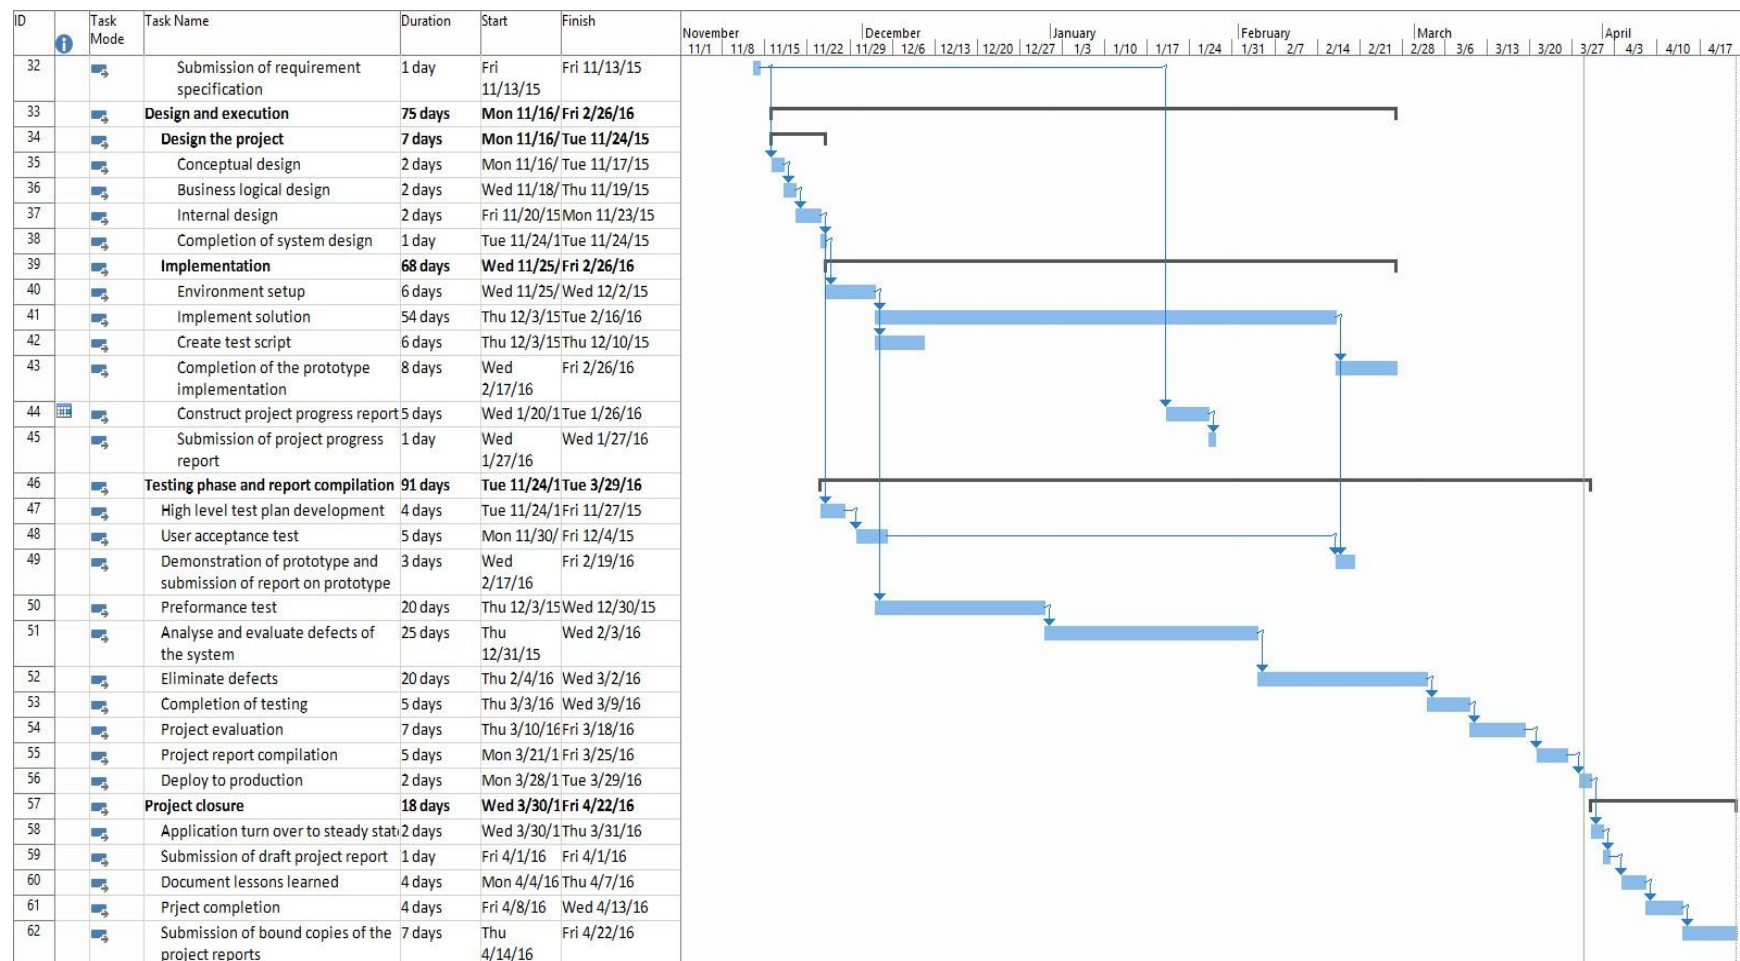 ID Task Mode Task Name Duration Start Finish
November December January February March April
11/1 11/8 11/15 11/22 11/29 12/6 12/13 12/20 12/27 1/3 1/10 1/17 1/24 1/31 2/7 2/14 2/21 2/28 3/6 3/13 3/20 3/27 4/3 4/10 4/17
32 Submission of requirement specification 1 day Fri 11/13/15 Fri 11/13/15
33 Design and execution 75 days Mon 11/16/ Fri 2/26/16
34 Design the project 7 days Mon 11/16/ Tue 11/24/15
35 Conceptual design 2 days Mon 11/16/ Tue 11/17/15
36 Business logical design 2 days Wed 11/18/ Thu 11/19/15
37 Internal design 2 days Fri 11/20/15 Mon 11/23/15
38 Completion of system design 1 day Tue 11/24/1 Tue 11/24/15
39 Implementation 68 days Wed 11/25/ Fri 2/26/16
40 Environment setup 6 days Wed 11/25/ Wed 12/2/15
41 Implement solution 54 days Thu 12/3/15 Tue 2/16/16
42 Create test script 6 days Thu 12/3/15 Thu 12/10/15
43 Completion of the prototype implementation 8 days Wed 2/17/16 Fri 2/26/16
44 Construct project progress report 5 days Wed 1/20/1 Tue 1/26/16
45 Submission of project progress report 1 day Wed 1/27/16 Wed 1/27/16
46 Testing phase and report compilation 91 days Tue 11/24/1 Tue 3/29/16
47 High level test plan development 4 days Tue 11/24/1 Fri 11/27/15
48 User acceptance test 5 days Mon 11/30/ Fri 12/4/15
49 Demonstration of prototype and submission of report on prototype 3 days Wed 2/17/16 Fri 2/19/16
50 Preformance test 20 days Thu 12/3/15 Wed 12/30/15
51 Analyse and evaluate defects of the system 25 days Thu 12/31/15 Wed 2/3/16
52 Eliminate defects 20 days Thu 2/4/16 Wed 3/2/16
53 Completion of testing 5 days Thu 3/3/16 Wed 3/9/16
54 Project evaluation 7 days Thu 3/10/16 Fri 3/18/16
55 Project report compilation 5 days Mon 3/21/1 Fri 3/25/16
56 Deploy to production 2 days Mon 3/28/1 Tue 3/29/16
57 Project closure 18 days Wed 3/30/1 Fri 4/22/16
58 Application turn over to steady stat 2 days Wed 3/30/1 Thu 3/31/16
59 Submission of draft project report 1 day Fri 4/1/16 Fri 4/1/16
60 Document lessons learned 4 days Mon 4/4/16 Thu 4/7/16
61 Prject completion 4 days Fri 4/8/16 Wed 4/13/16
62 Submission of bound copies of the project reports 7 days Thu 4/14/16 Fri 4/22/16